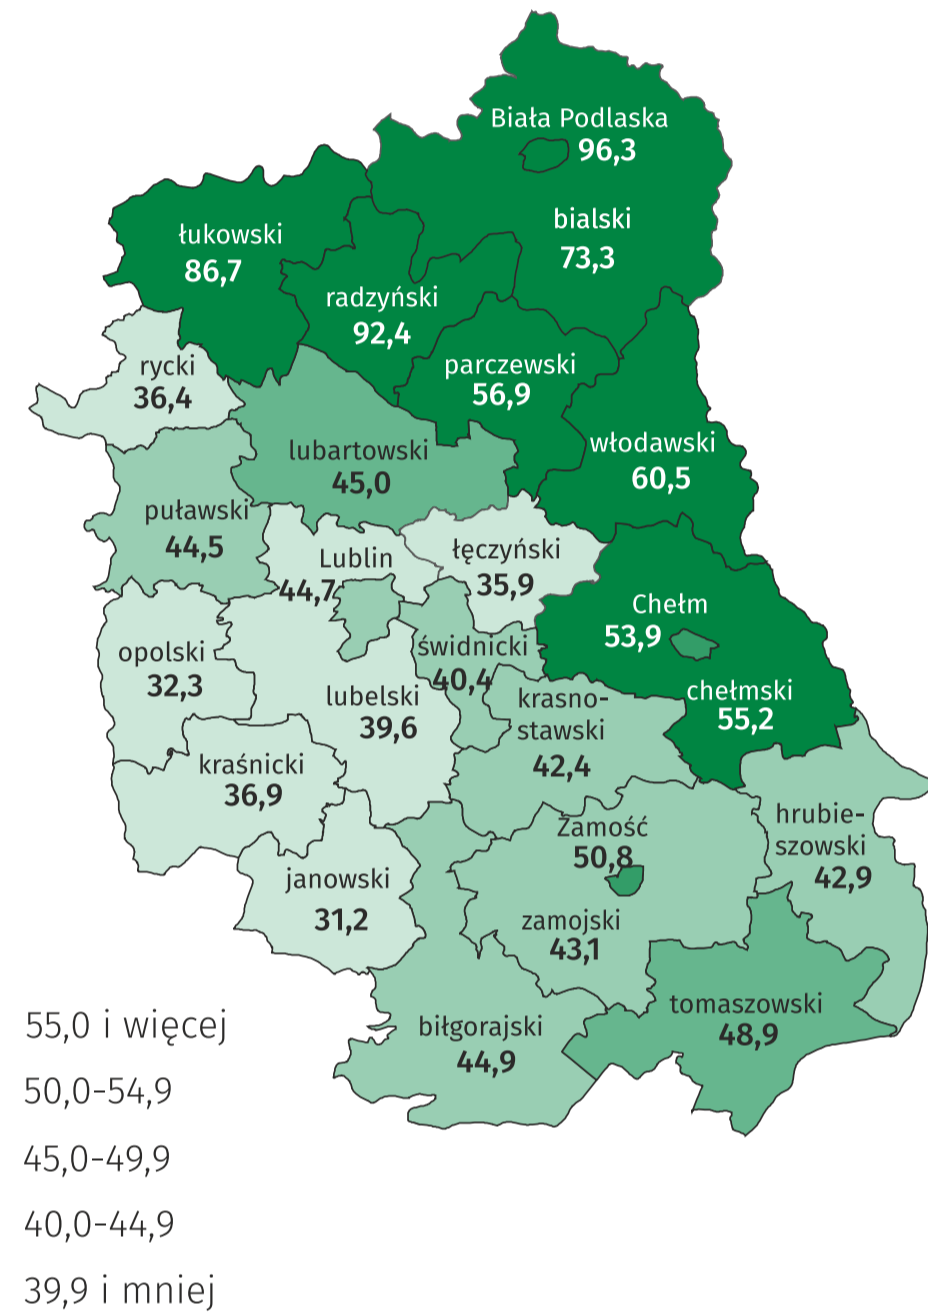 Biała Podlaska
96,3
bialski
73,3
łukowski
86,7
radzyński
92,4
parczewski
56,9
rycki
36,4
włodawski
60,5
lubartowski
45,0
puławski
44,5
Lublin
44,7
łęczyński
35,9
Chełm
53,9
opolski
32,3
świdnicki
40,4
lubelski
39,6
krasno-
stawski
42,4
chełmski
55,2
kraśnicki
36,9
Zamość
50,8
hrubie-
szowski
42,9
janowski
31,2
zamojski
43,1
tomaszowski
48,9
biłgorajski
44,9
55,0 i więcej
50,0-54,9
45,0-49,9
40,0-44,9
39,9 i mniej